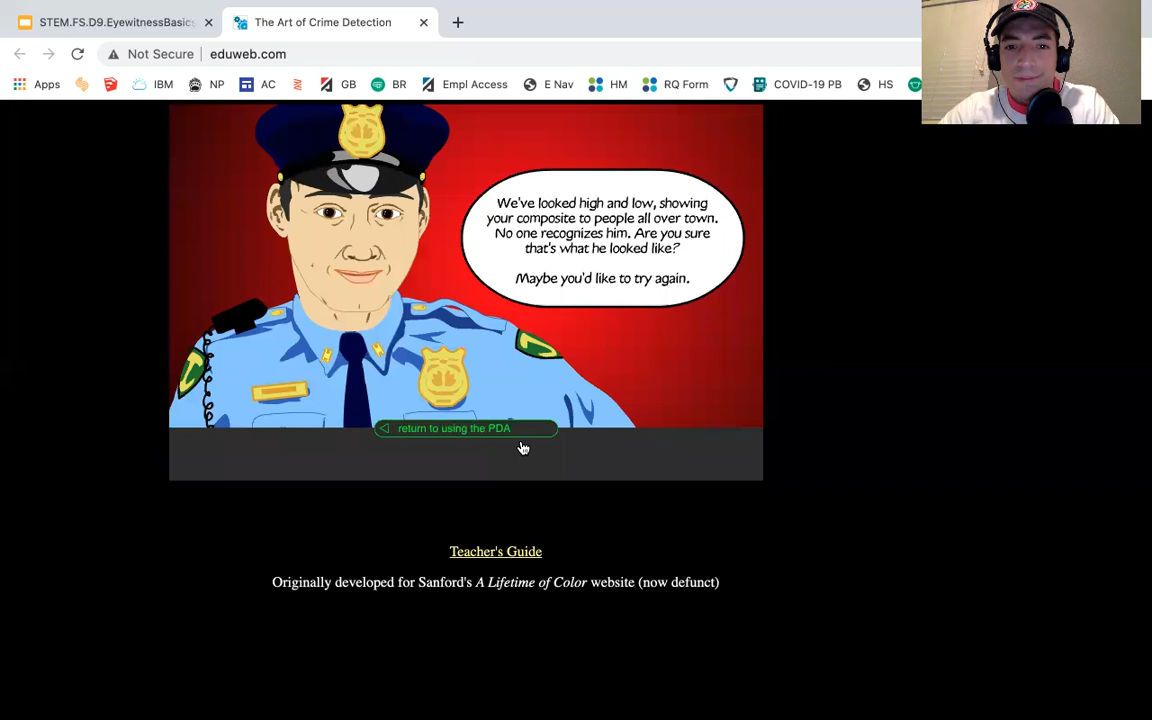 STEM.FS.D9.EyewitnessBasics
The Art of Crime Detection
Not Secure
eduweb.com
Apps
IBM
NP
AC
GB
BR
Empl Access
E Nav
HM
RQ Form
COVID-19 PB
HS
We've looked high and low, showing
your composite to people all over town.
No one recognizes him. Are you sure
that's what he looked like?
Maybe you'd like to try again.
return to using the PDA
Teacher's Guide
Originally developed for Sanford's A Lifetime of Color website (now defunct)